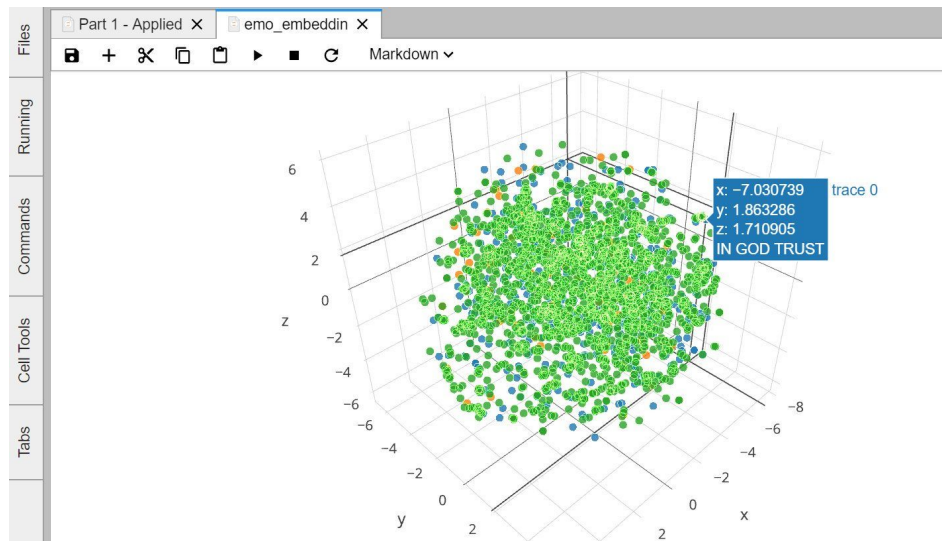 Part 1 - Applied
emo_embeddin
Markdown
Files
Running
Commands
Cell Tools
Tabs
x: −7.030739
y: 1.863286
z: 1.710905
IN GOD TRUST
trace 0
6
4
2
0
−2
−4
−6
z
−6
−4
−2
0
2
y
−8
−6
−4
−2
0
2
x